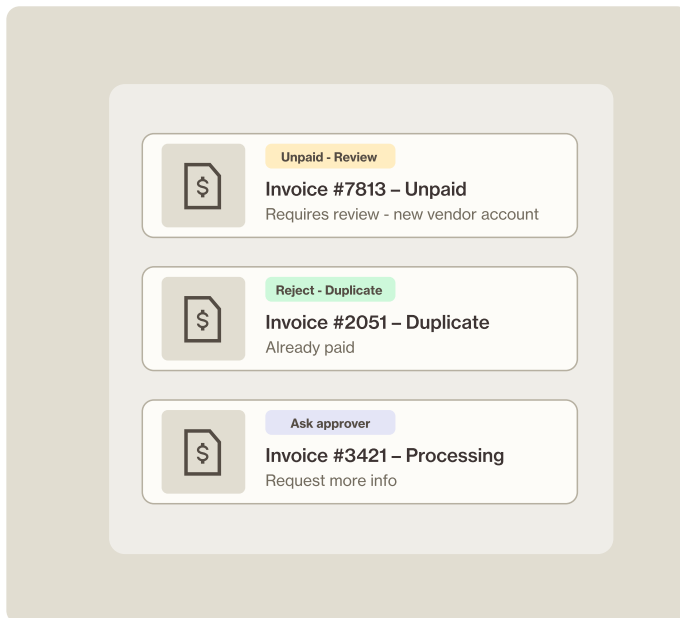 Unpaid - Review
Invoice #7813 – Unpaid
Requires review - new vendor account
Reject - Duplicate
Invoice #2051 – Duplicate
Already paid
Ask approver
Invoice #3421 – Processing
Request more info